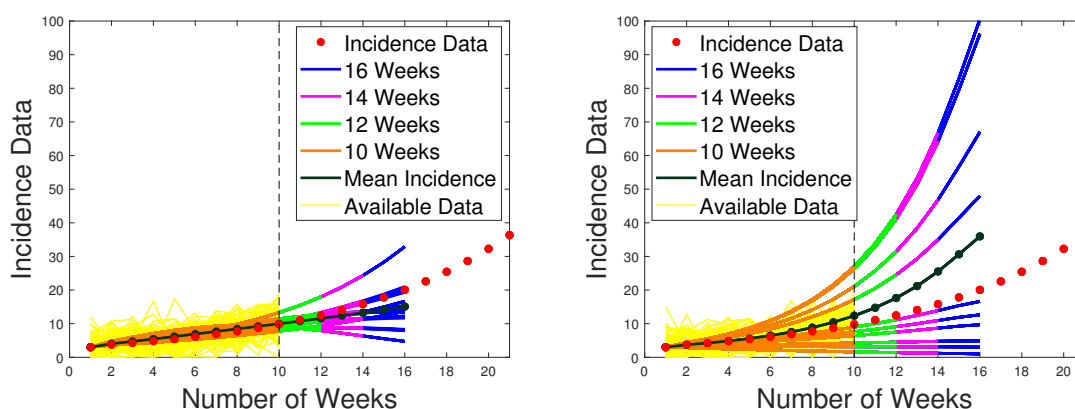 100
90
80
70
60
50
40
30
20
10
0
Incidence Data
Incidence Data
16 Weeks
14 Weeks
12 Weeks
10 Weeks
Mean Incidence
Available Data
0 2 4 6 8 10 12 14 16 18 20
Number of Weeks
100
90
80
70
60
50
40
30
20
10
0
Incidence Data
Incidence Data
16 Weeks
14 Weeks
12 Weeks
10 Weeks
Mean Incidence
Available Data
0 2 4 6 8 10 12 14 16 18 20
Number of Weeks